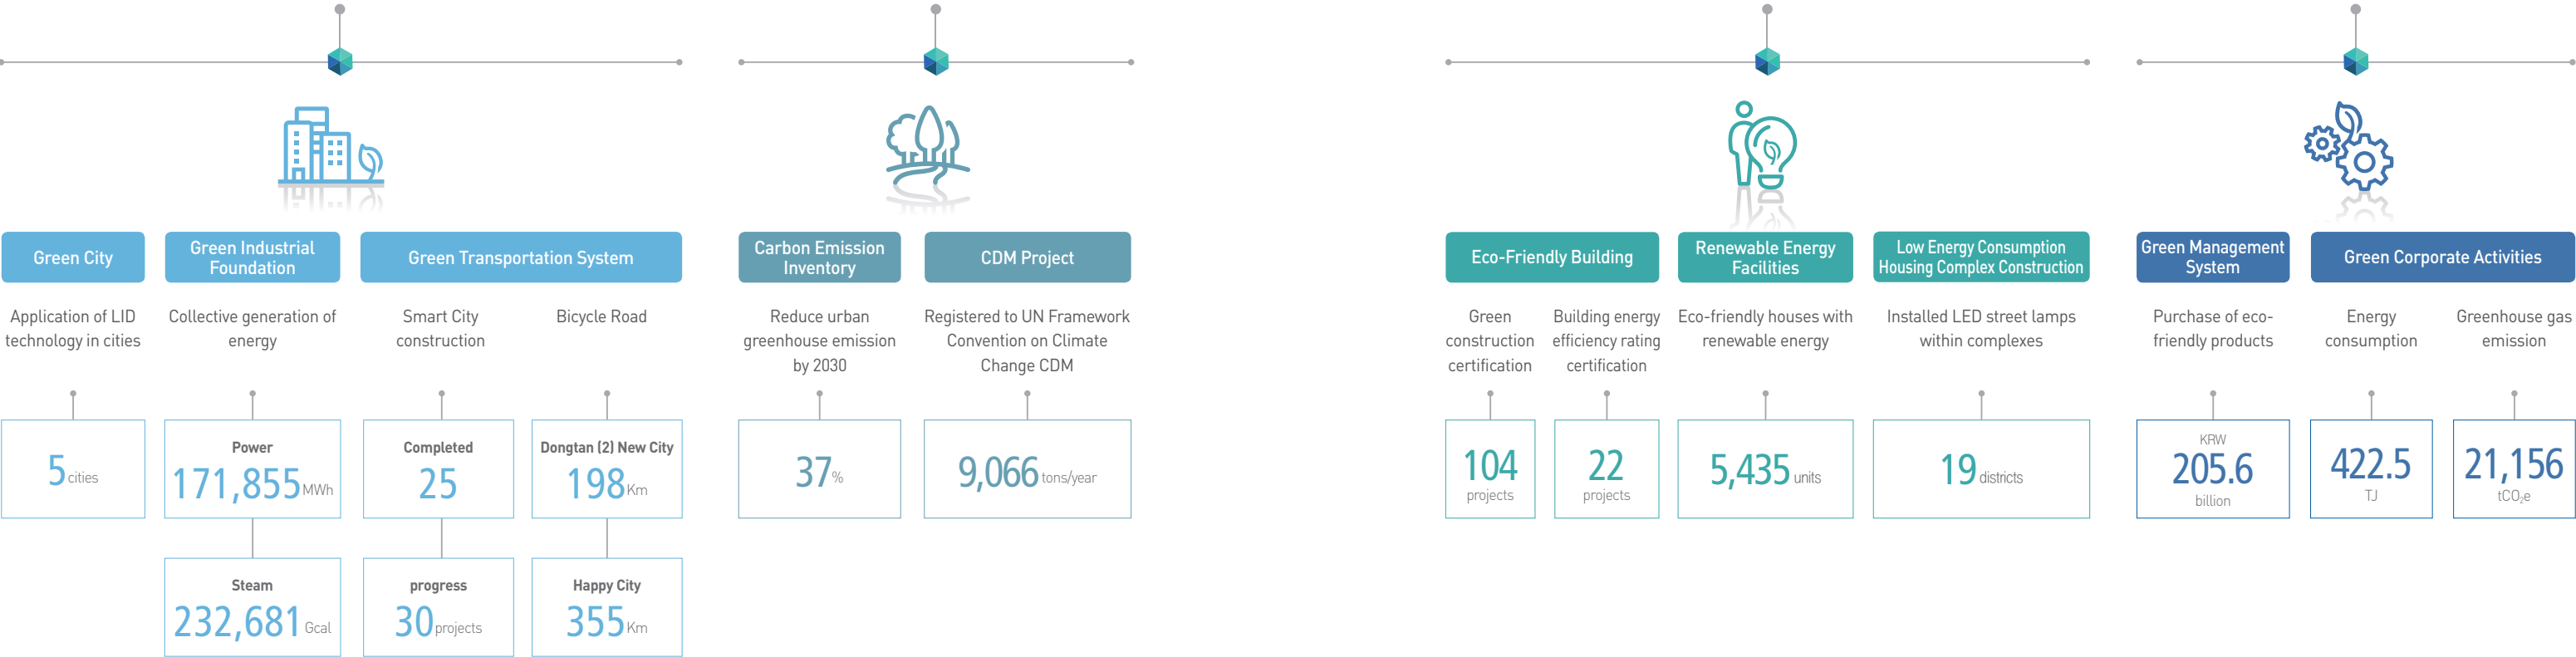 Green City
Application of LID
technology in cities
5 cities
Green Industrial
Foundation
Collective generation of
energy
Power
171,855 MWh
Steam
232,681 Gcal
Green Transportation System
Smart City
construction
Completed
25
progress
30 projects
Bicycle Road
Dongtan (2) New City
198 Km
Happy City
355 Km
Carbon Emission
Inventory
Reduce urban
greenhouse emission
by 2030
37 %
CDM Project
Registered to UN Framework
Convention on Climate
Change CDM
9,066 tons/year
Eco-Friendly Building
Green
construction
certification
104
projects
Building energy
efficiency rating
certification
22
projects
Renewable Energy
Facilities
Eco-friendly houses with
renewable energy
5,435 units
Low Energy Consumption
Housing Complex Construction
Installed LED street lamps
within complexes
19 districts
Green Management
System
Purchase of eco-
friendly products
KRW
205.6
billion
Green Corporate Activities
Energy
consumption
422.5
TJ
Greenhouse gas
emission
21,156
tCO₂e